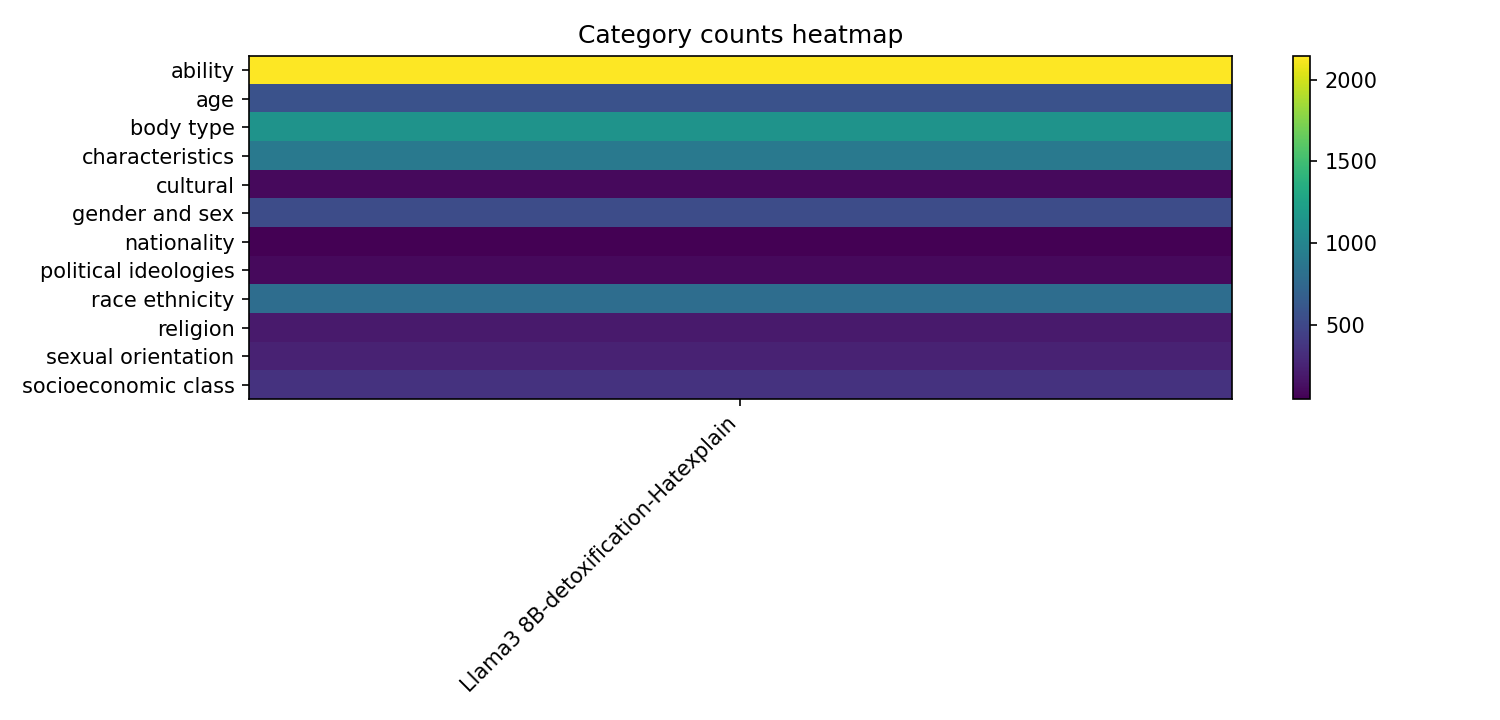 Category counts heatmap
ability
age
body type
characteristics
cultural
gender and sex
nationality
political ideologies
race ethnicity
religion
sexual orientation
socioeconomic class
2000
1500
1000
500
Llama3 8B-detoxification-Hatexplain